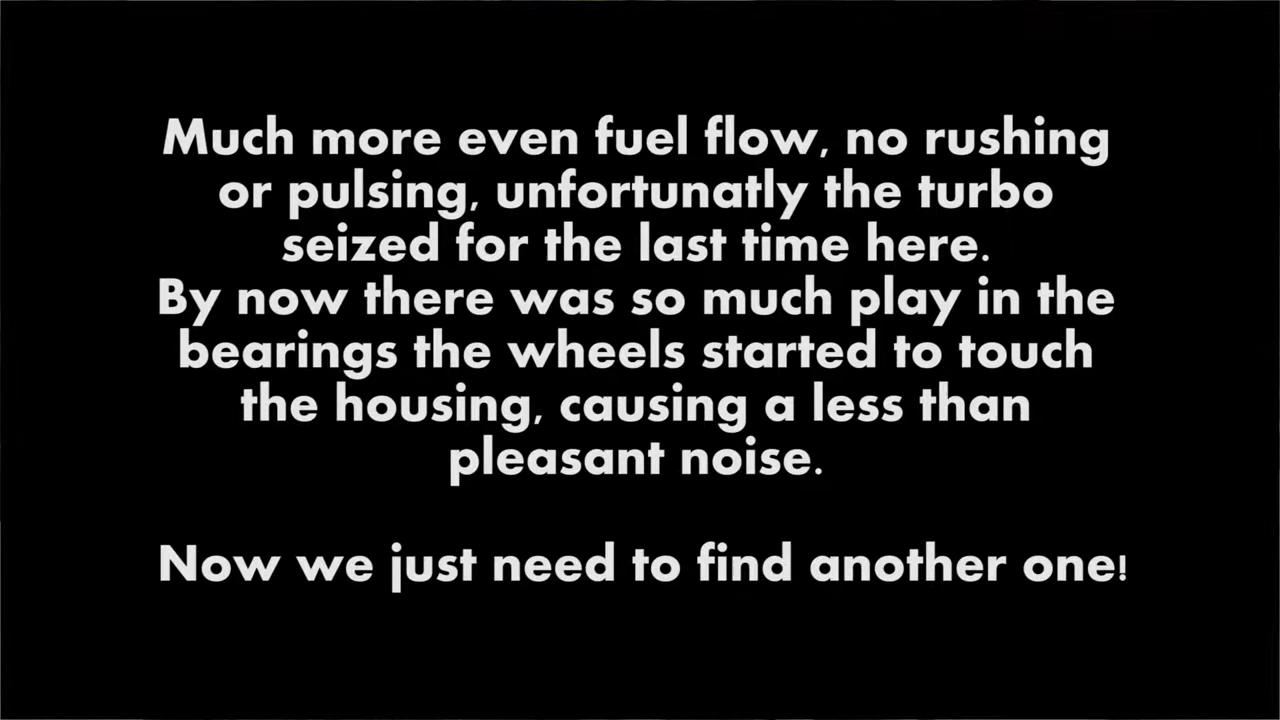 Much more even fuel flow, no rushing
or pulsing, unfortunatly the turbo
seized for the last time here.
By now there was so much play in the
bearings the wheels started to touch
the housing, causing a less than
pleasant noise.
Now we just need to find another one!